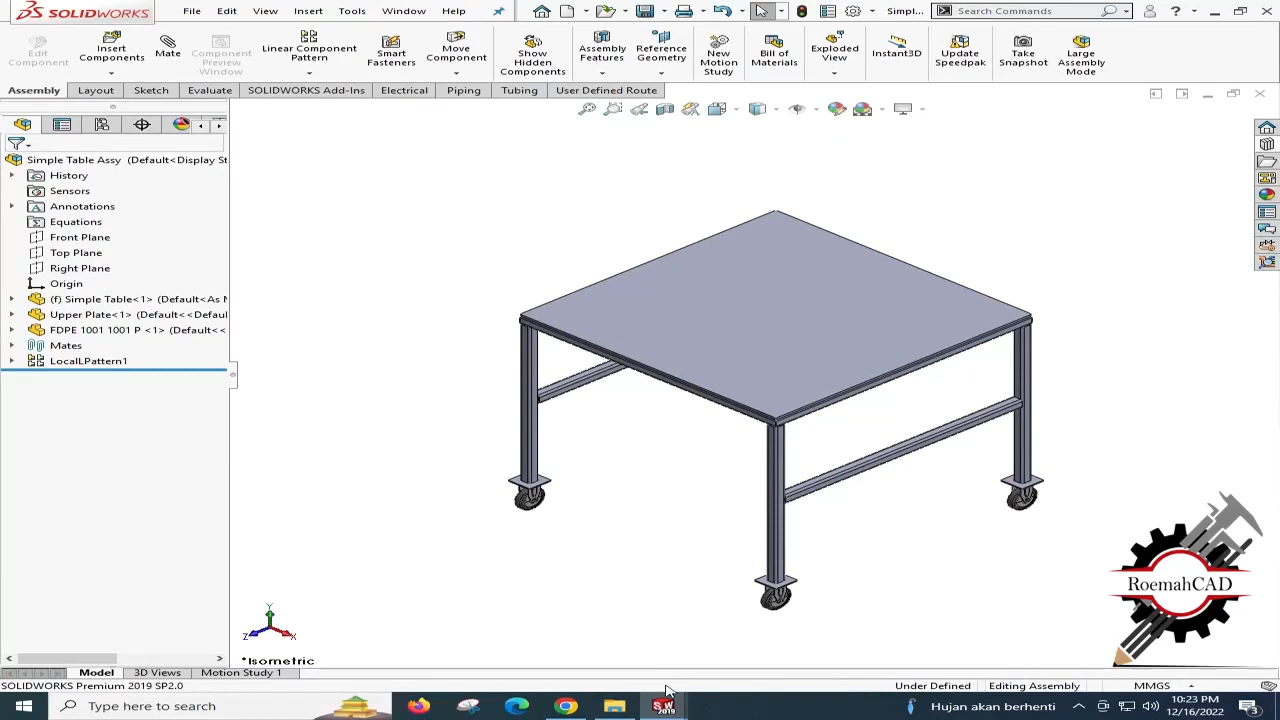 SOLIDWORKS
File Edit View Insert Tools Window Help
Simpl...
Search Commands
Edit Component
Insert Components
Mate
Component Preview Window
Linear Component Pattern
Smart Fasteners
Move Component
Show Hidden Components
Assembly Features
Reference Geometry
New Motion Study
Bill of Materials
Exploded View
Instant3D
Update Speedpak
Take Snapshot
Large Assembly Mode
Assembly Layout Sketch Evaluate SOLIDWORKS Add-Ins Electrical Piping Tubing User Defined Route
Simple Table Assy (Default<Display St
History
Sensors
Annotations
Equations
Front Plane
Top Plane
Right Plane
Origin
(f) Simple Table<1> (Default<As M
Upper Plate<1> (Default<<Defaul
FDPE 1001 1001 P <1> (Default<<
Mates
LocalLPattern1
RoemahCAD
Y
Z X
*Isometric
Model 3D Views Motion Study 1
SOLIDWORKS Premium 2019 SP2.0
Under Defined Editing Assembly MMGS
Type here to search
SW
2019
Hujan akan berhenti
10:23 PM
12/16/2022
3